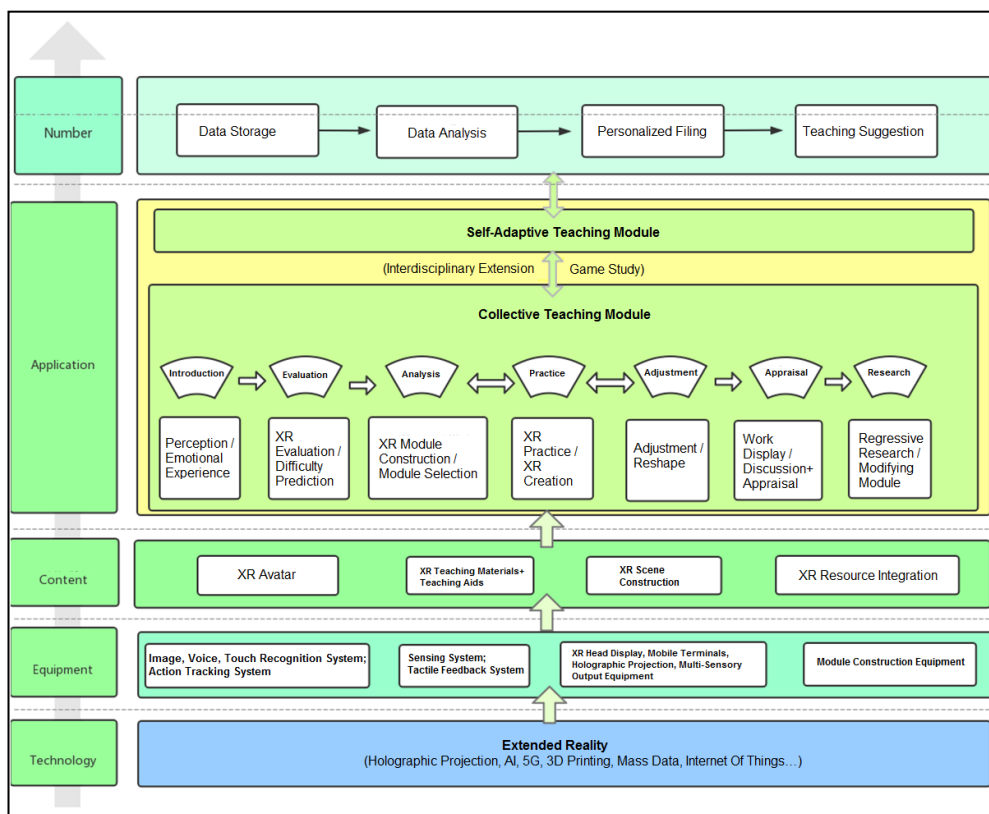 Number
Data Storage
Data Analysis
Personalized Filing
Teaching Suggestion
Application
Self-Adaptive Teaching Module
(Interdisciplinary Extension
Game Study)
Collective Teaching Module
Introduction
Evaluation
Analysis
Practice
Adjustment
Appraisal
Research
Perception /
Emotional
Experience
XR
Evaluation /
Difficulty
Prediction
XR Module
Construction /
Module Selection
XR
Practice /
XR
Creation
Adjustment /
Reshape
Work
Display /
Discussion+
Appraisal
Regressive
Research /
Modifying
Module
Content
XR Avatar
XR Teaching Materials+
Teaching Aids
XR Scene
Construction
XR Resource Integration
Equipment
Image, Voice, Touch Recognition System;
Action Tracking System
Sensing System;
Tactile Feedback System
XR Head Display, Mobile Terminals,
Holographic Projection, Multi-Sensory
Output Equipment
Module Construction Equipment
Technology
Extended Reality
(Holographic Projection, AI, 5G, 3D Printing, Mass Data, Internet Of Things…)